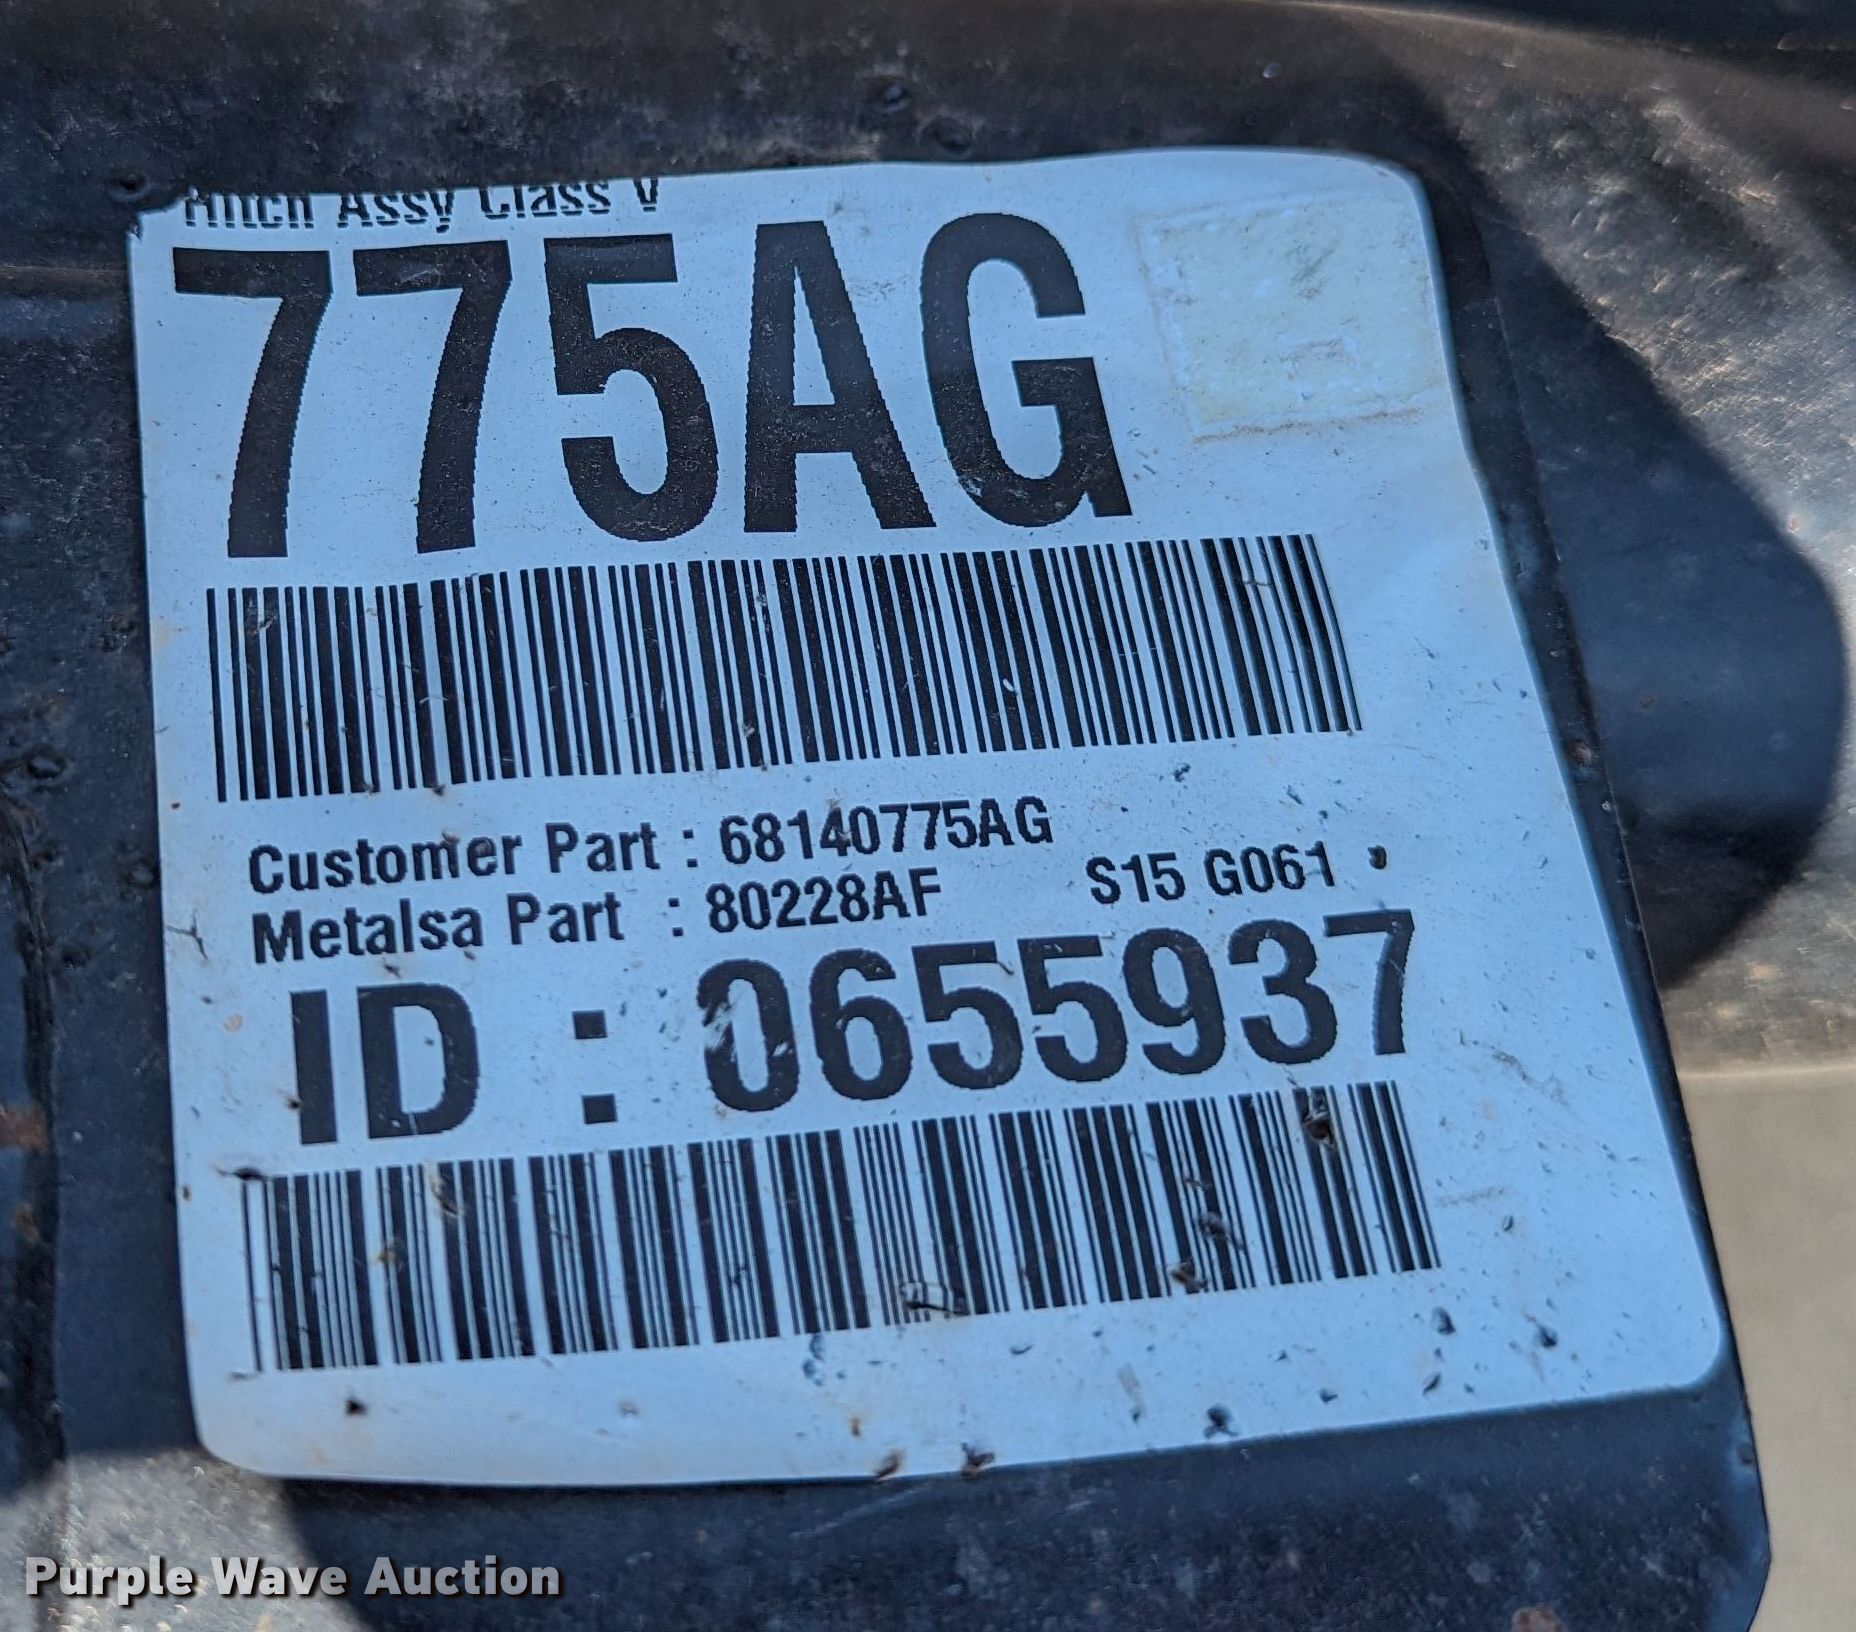 Hitch Assy Class V
775AG
Customer Part : 68140775AG
Metalsa Part : 80228AF S15 G061
ID : 0655937
Purple Wave Auction